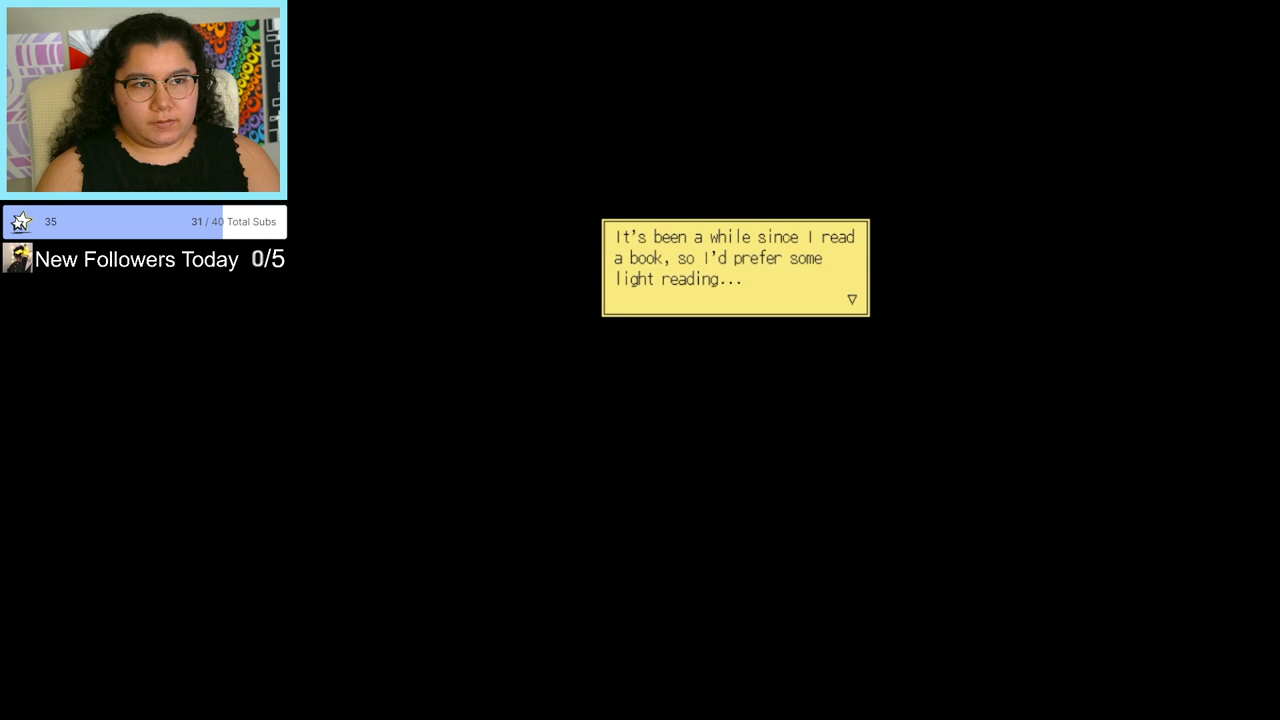 35
31 / 40 Total Subs
New Followers Today 0/5
It's been a while since I read
a book, so I'd prefer some
light reading...